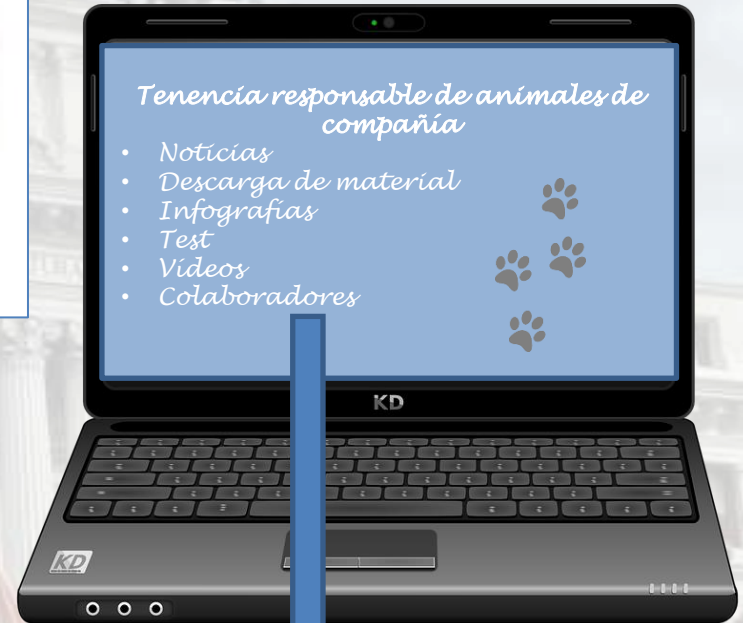 Tenencia responsable de animales de
compañía
• Noticias
• Descarga de material
• Infografías
• Test
• Vídeos
• Colaboradores
KD
KD